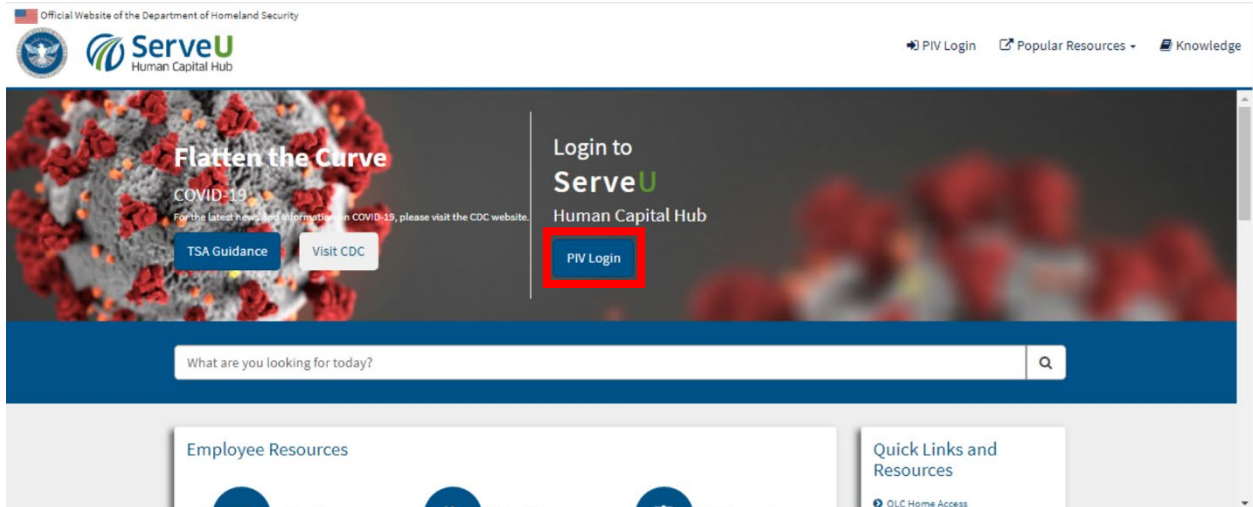 Official Website of the Department of Homeland Security
ServeU
Human Capital Hub
PIV Login
Popular Resources
Knowledge
Flatten the Curve
COVID-19
For the latest news and information on COVID-19, please visit the CDC website.
TSA Guidance
Visit CDC
Login to
ServeU
Human Capital Hub
PIV Login
What are you looking for today?
Employee Resources
Quick Links and
Resources
OLC Home Access